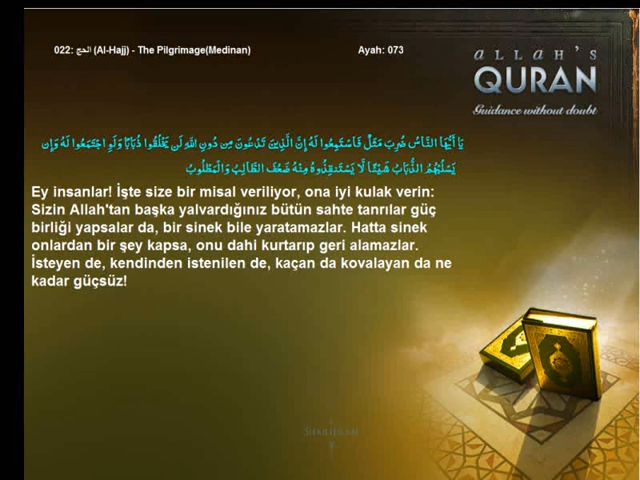 022: الحج (Al-Hajj) - The Pilgrimage(Medinan) Ayah: 073
ALLAH'S
QURAN
Guidance without doubt
يَا أَيُّهَا النَّاسُ ضُرِبَ مَثَلٌ فَاسْتَمِعُوا لَهُ إِنَّ الَّذِينَ تَدْعُونَ مِن دُونِ اللَّهِ لَن يَخْلُقُوا ذُبَابًا وَلَوِ اجْتَمَعُوا لَهُ وَإِن
يَسْلُبْهُمُ الذُّبَابُ شَيْئًا لَّا يَسْتَنقِذُوهُ مِنْهُ ضَعُفَ الطَّالِبُ وَالْمَطْلُوبُ
Ey insanlar! İşte size bir misal veriliyor, ona iyi kulak verin:
Sizin Allah'tan başka yalvardığınız bütün sahte tanrılar güç
birliği yapsalar da, bir sinek bile yaratamazlar. Hatta sinek
onlardan bir şey kapsa, onu dahi kurtarıp geri alamazlar.
İsteyen de, kendinden istenilen de, kaçan da kovalayan da ne
kadar güçsüz!